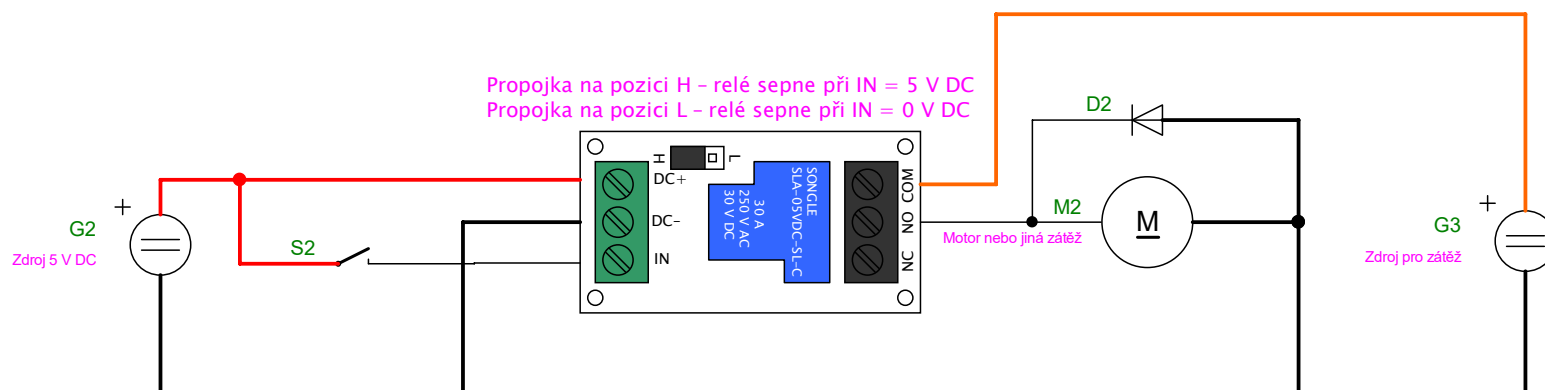 Propojka na pozici H – relé sepne při IN = 5 V DC
Propojka na pozici L – relé sepne při IN = 0 V DC
D2
H
L
DC+
DC-
IN
SONGLE
SLA-05VDC-SL-C
30 A
250 V AC
30 V DC
COM
NO
NC
+
G2
Zdroj 5 V DC
S2
M2
M
Motor nebo jiná zátěž
+
G3
Zdroj pro zátěž